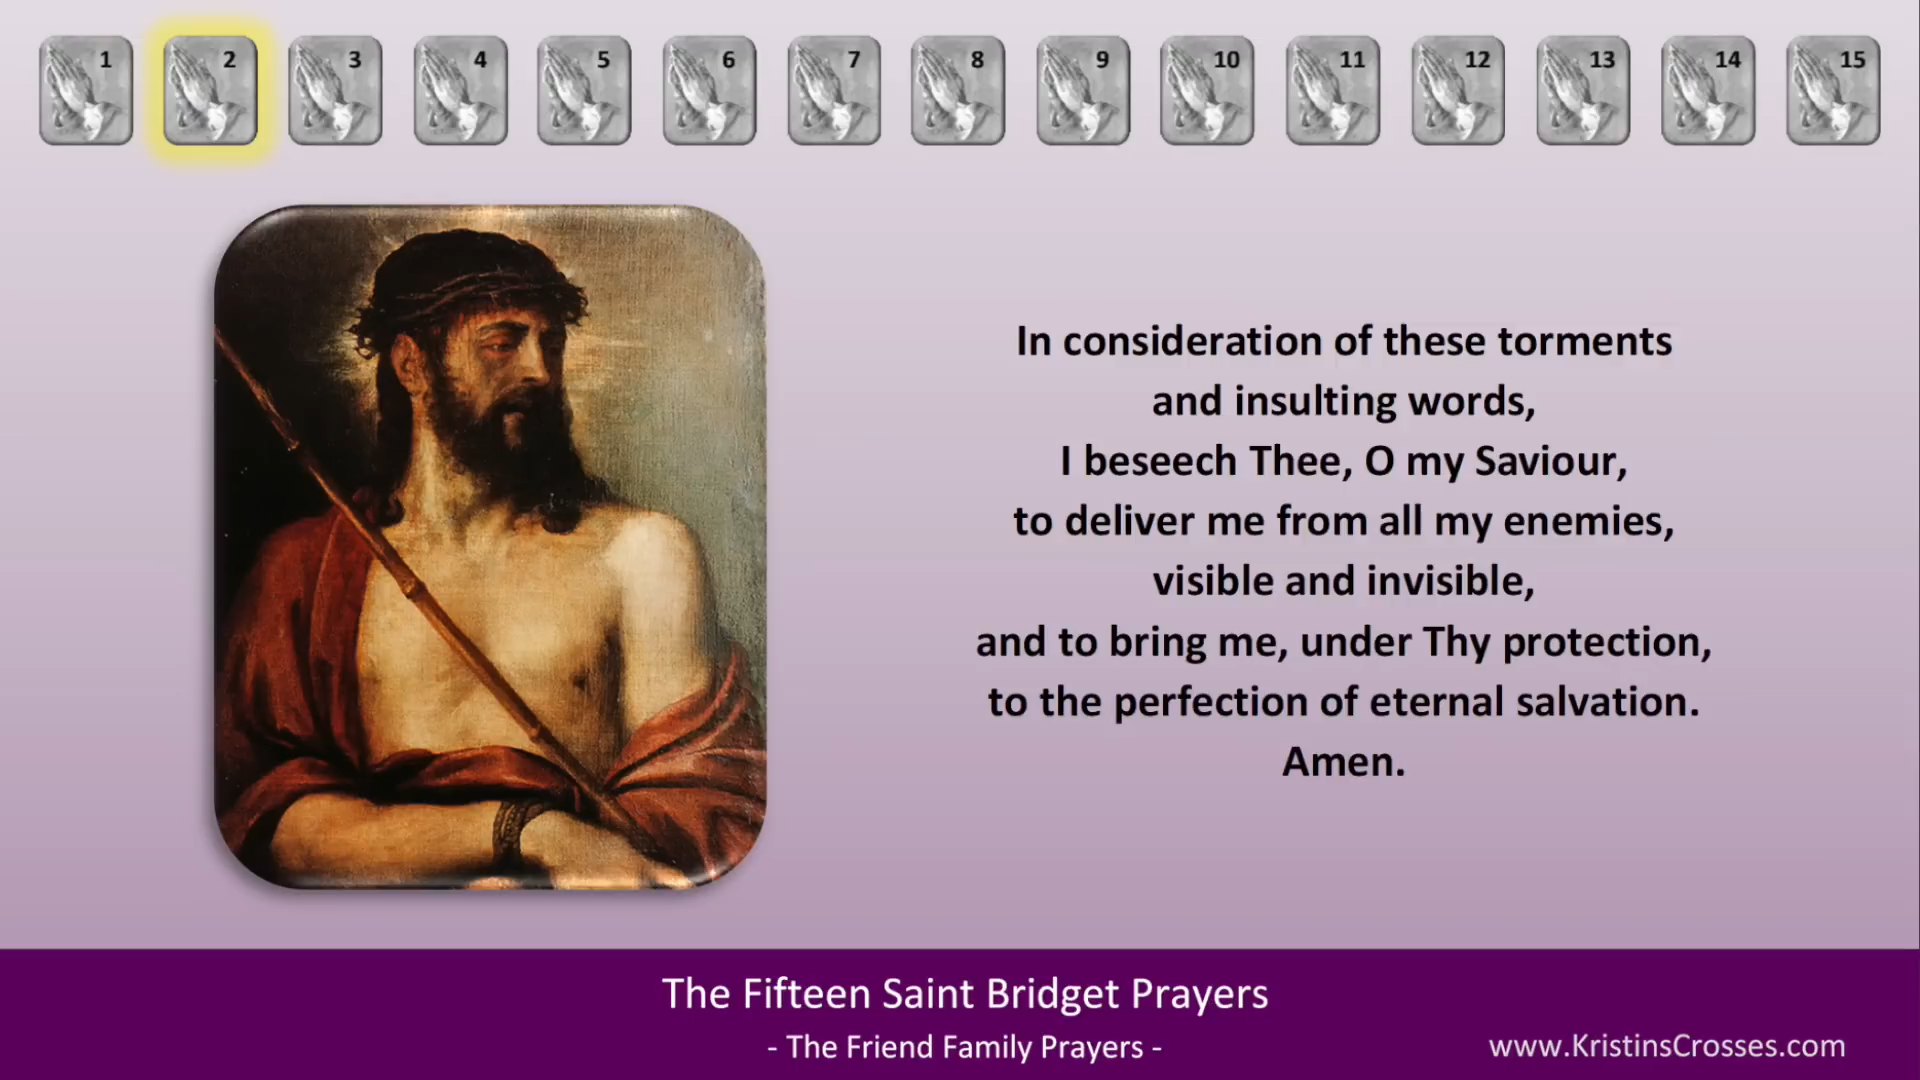 1 2 3 4 5 6 7 8 9 10 11 12 13 14 15
In consideration of these torments
and insulting words,
I beseech Thee, O my Saviour,
to deliver me from all my enemies,
visible and invisible,
and to bring me, under Thy protection,
to the perfection of eternal salvation.
Amen.
The Fifteen Saint Bridget Prayers
- The Friend Family Prayers -
www.KristinsCrosses.com